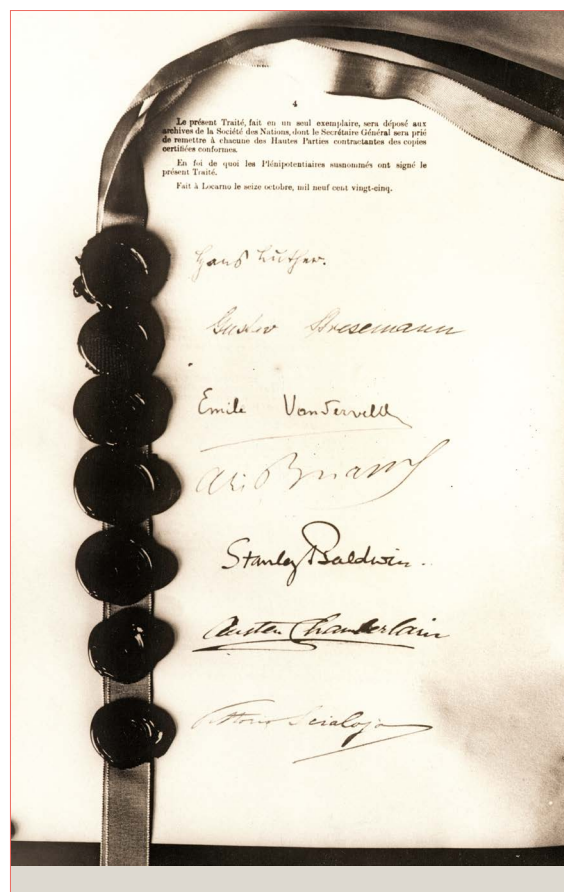 4
Le présent Traité, fait en un seul exemplaire, sera déposé aux
archives de la Société des Nations, dont le Secrétaire Général sera prié
de remettre à chacune des Hautes Parties contractantes des copies
certifiées conformes.
En foi de quoi les Plénipotentiaires susnommés ont signé le
présent Traité.
Fait à Locarno le seize octobre, mil neuf cent vingt-cinq.
Hans Luther.
Gustav Stresemann
Emile Vandervelde
Ari Briand
Stanley Baldwin.
Austen Chamberlain
Vittorio Scialoja